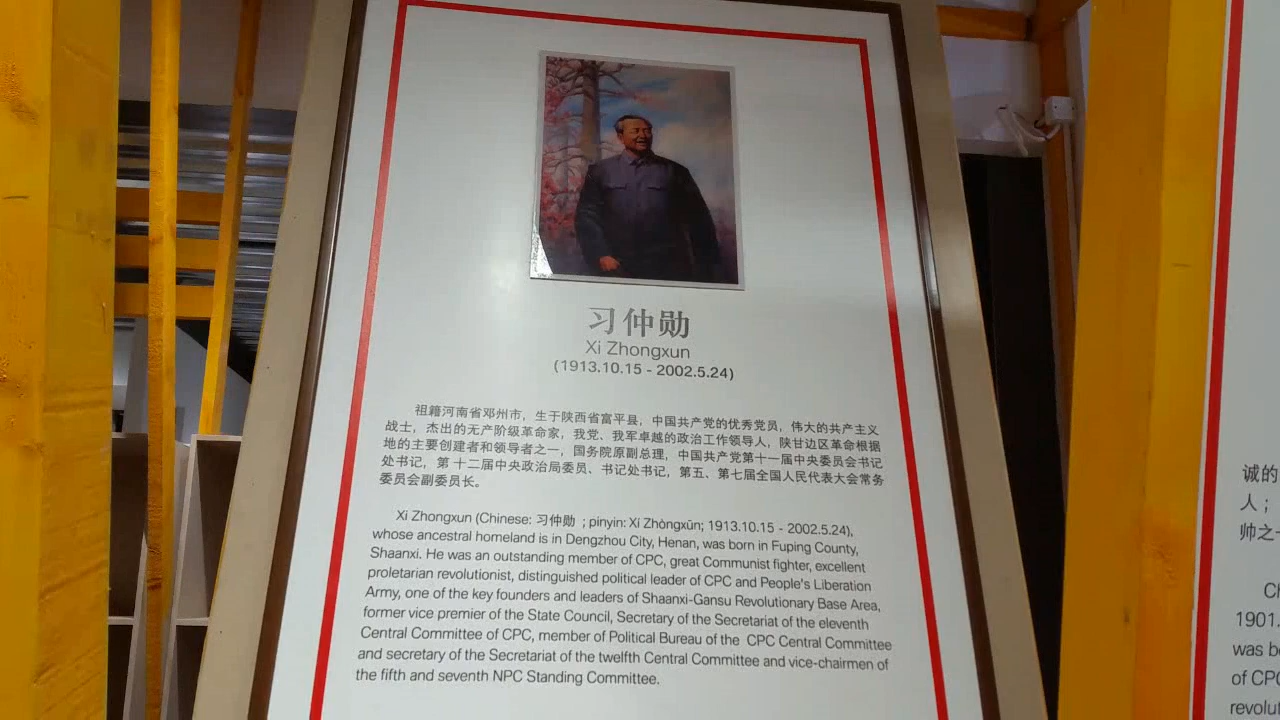 习仲勋
Xi Zhongxun
(1913.10.15 - 2002.5.24)
祖籍河南省邓州市，生于陕西省富平县，中国共产党的优秀党员，伟大的共产主义
战士，杰出的无产阶级革命家，我党、我军卓越的政治工作领导人，陕甘边区革命根据
地的主要创建者和领导者之一，国务院原副总理，中国共产党第十一届中央委员会书记
处书记，第十二届中央政治局委员、书记处书记，第五、第七届全国人民代表大会常务
委员会副委员长。
Xi Zhongxun (Chinese: 习仲勋 ; pinyin: Xí Zhòngxūn; 1913.10.15 - 2002.5.24),
whose ancestral homeland is in Dengzhou City, Henan, was born in Fuping County,
Shaanxi. He was an outstanding member of CPC, great Communist fighter, excellent
proletarian revolutionist, distinguished political leader of CPC and People's Liberation
Army, one of the key founders and leaders of Shaanxi-Gansu Revolutionary Base Area,
former vice premier of the State Council, Secretary of the Secretariat of the eleventh
Central Committee of CPC, member of Political Bureau of the CPC Central Committee
and secretary of the Secretariat of the twelfth Central Committee and vice-chairmen of
the fifth and seventh NPC Standing Committee.
诚的
人；
帅之一
1901.
was bo
of CPC
revolut